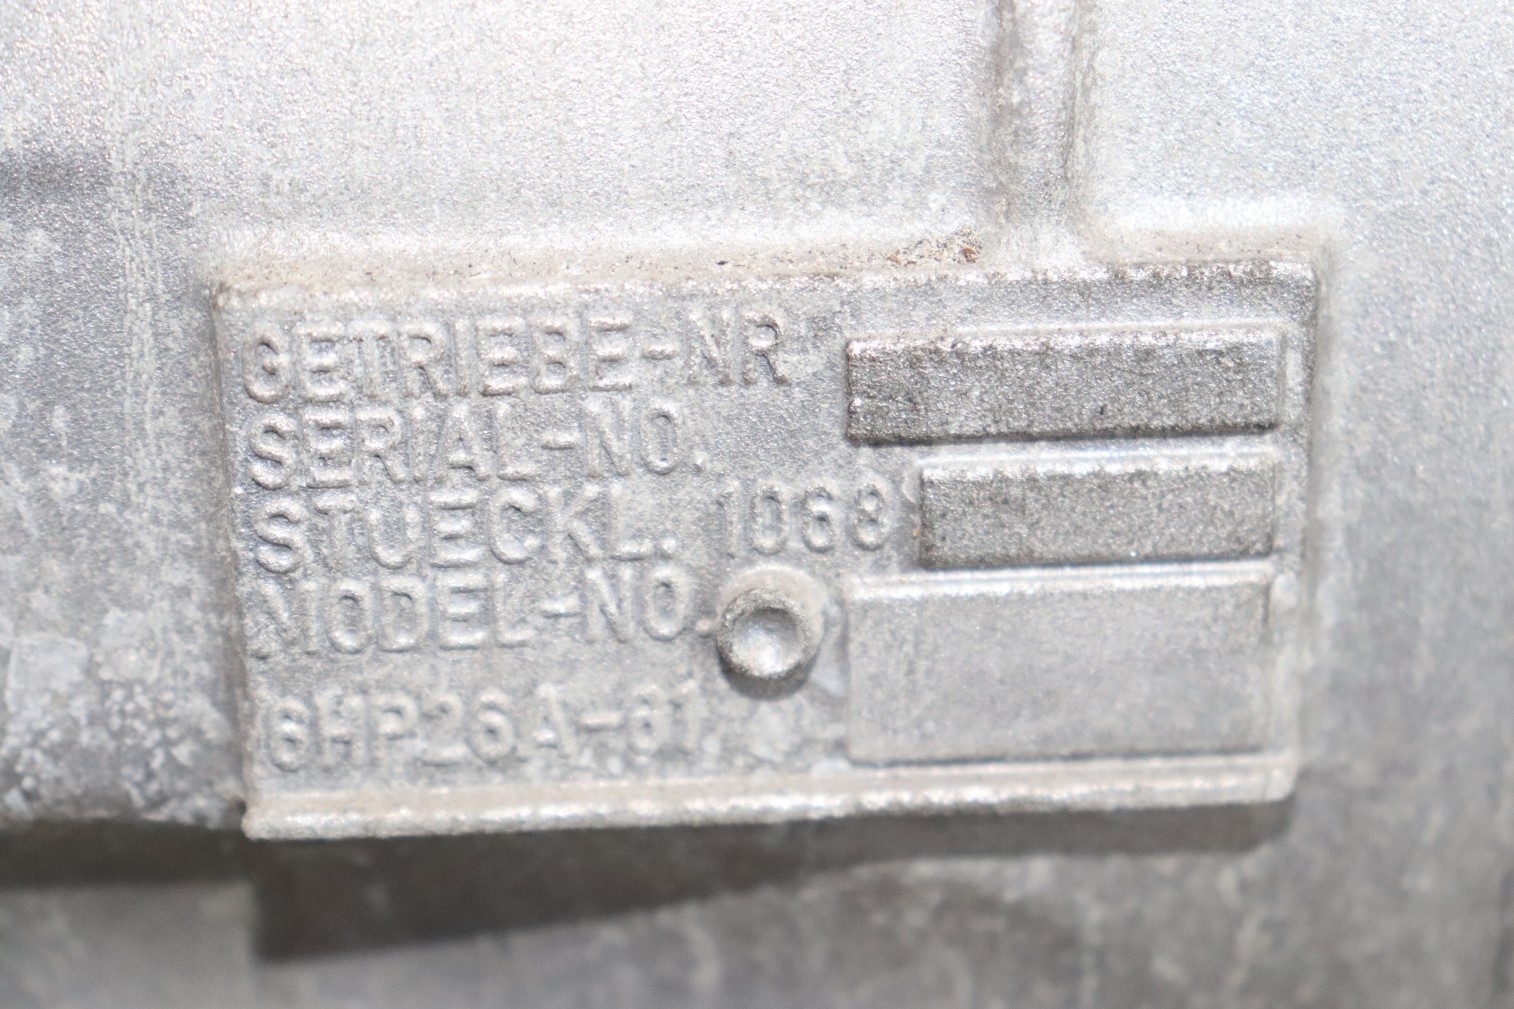 GETRIEBE-NR
SERIAL-NO.
STUECKL. 1068
MODEL-NO.
6HP26A-61